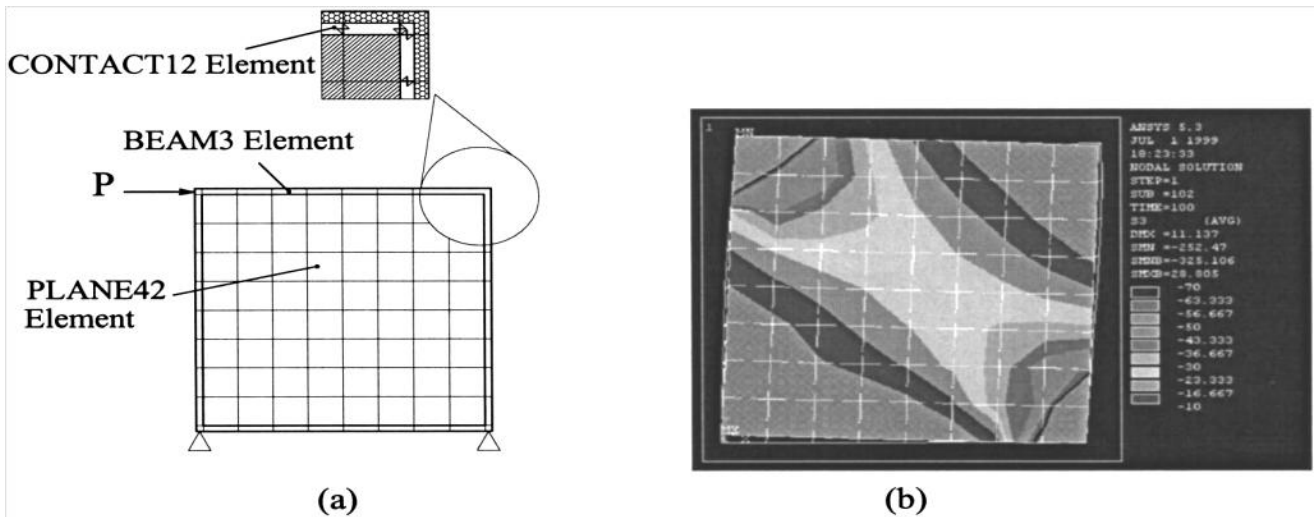 CONTACT12 Element
BEAM3 Element
P
PLANE42
Element
(a)
1
ANSYS 5.3
JUL 1 1999
18:23:33
NODAL SOLUTION
STEP=1
SUB =102
TIME=100
S3 (AVG)
DMX =11.137
SMN =-252.47
SMNB=-325.106
SMXB=28.805
-70
-63.333
-56.667
-50
-43.333
-36.667
-30
-23.333
-16.667
-10
(b)